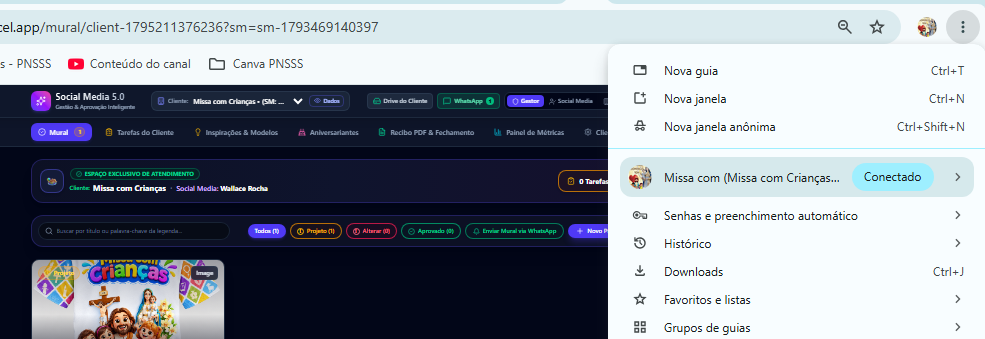 cel.app/mural/client-1795211376236?sm=sm-1793469140397
s - PNSSS
Conteúdo do canal
Canva PNSSS
Social Media 5.0
Gestão & Aprovação Inteligente
Cliente: Missa com Crianças • (SM: ...
Dados
Drive do Cliente
WhatsApp 1
Gestor
Social Media
Mural 1
Tarefas do Cliente
Inspirações & Modelos
Aniversariantes
Recibo PDF & Fechamento
Painel de Métricas
Clie
ESPAÇO EXCLUSIVO DE ATENDIMENTO
Cliente: Missa com Crianças • Social Media: Wallace Rocha
0 Tarefas
Buscar por título ou palavra-chave da legenda...
Todos (1)
Projeto (1)
Alterar (0)
Aprovado (0)
Enviar Mural via WhatsApp
+ Novo P
Projeto
Image
Missa com
Crianças
Nova guia Ctrl+T
Nova janela Ctrl+N
Nova janela anônima Ctrl+Shift+N
Missa com (Missa com Crianças... Conectado
Senhas e preenchimento automático
Histórico
Downloads Ctrl+J
Favoritos e listas
Grupos de guias